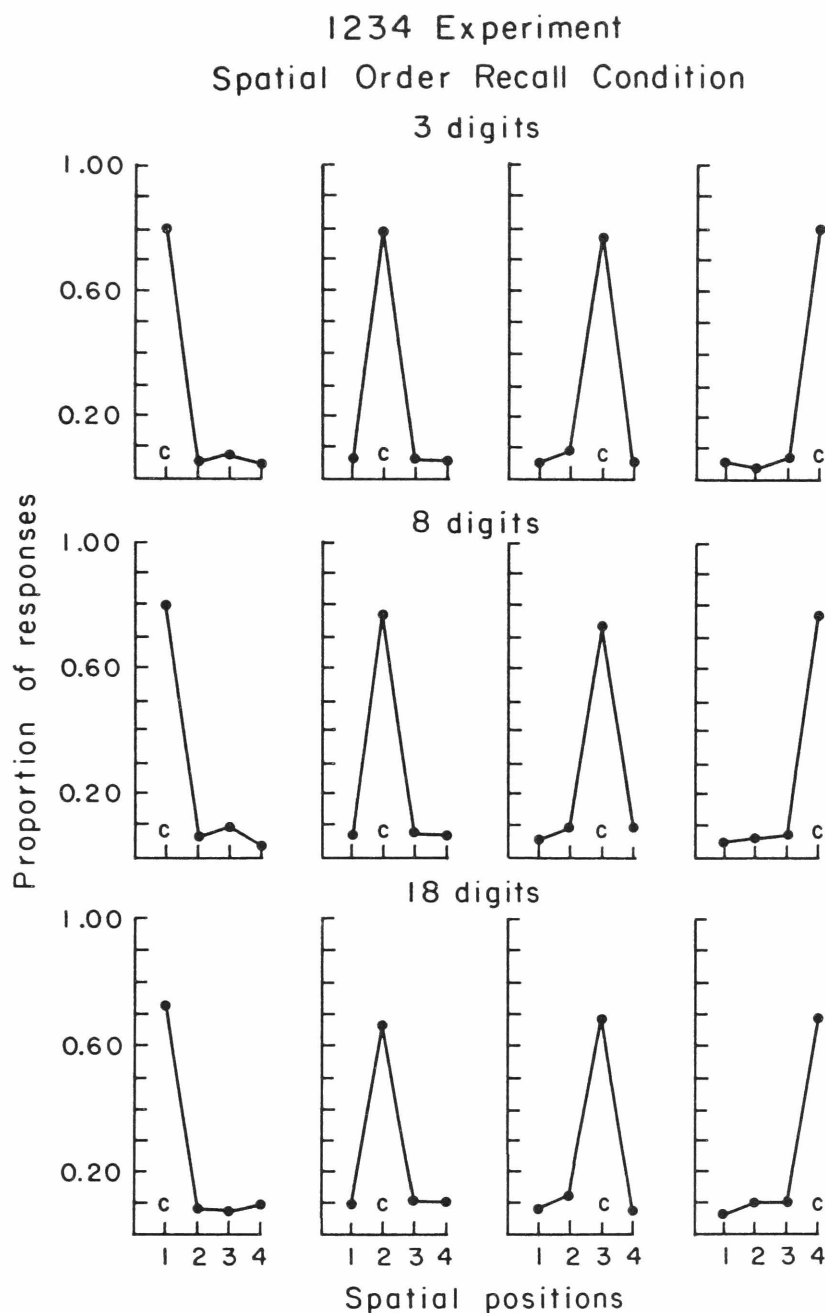 1234 Experiment
Spatial Order Recall Condition
3 digits
1.00
0.60
0.20
C C C C
8 digits
1.00
0.60
0.20
C C C C
18 digits
1.00
0.60
0.20
C C C C
1 2 3 4 1 2 3 4 1 2 3 4 1 2 3 4
Spatial positions
Proportion of responses